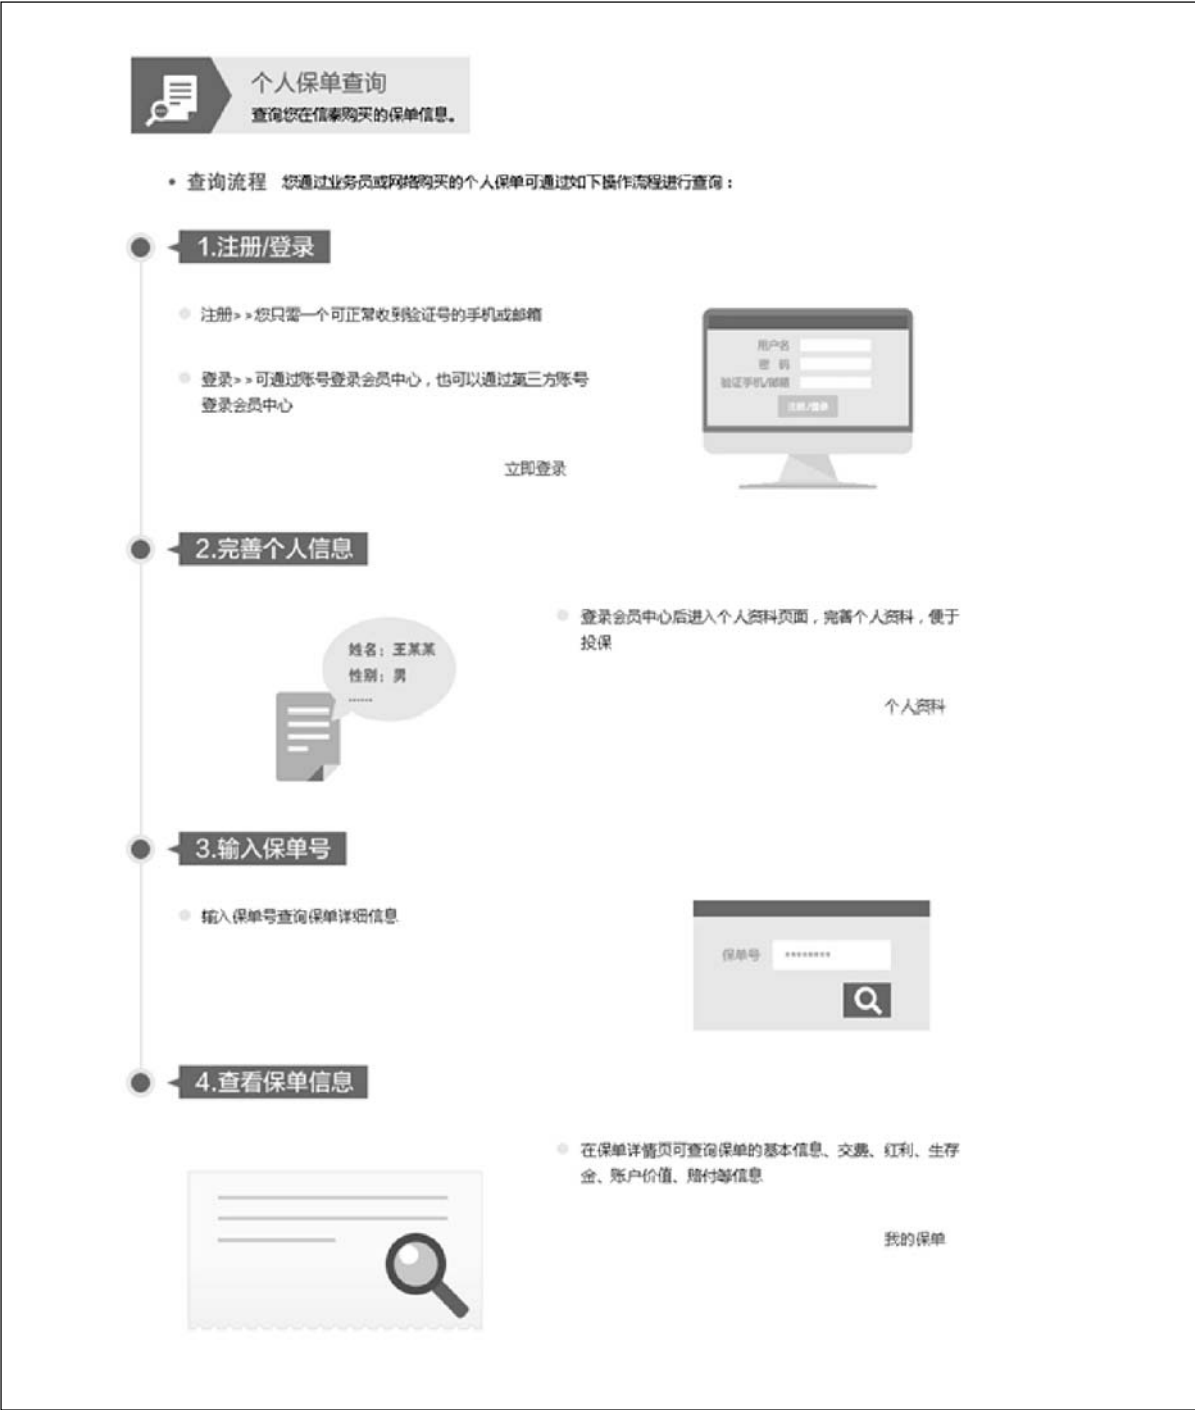 个人保单查询
查询您在信泰购买的保单信息。
• 查询流程 您通过业务员或网络购买的个人保单可通过如下操作流程进行查询：
1.注册/登录
注册>>您只需一个可正常收到验证号的手机或邮箱
登录>>可通过账号登录会员中心，也可以通过第三方账号
登录会员中心
立即登录
用户名
密 码
验证手机/邮箱
注册/登录
2.完善个人信息
姓名：王某某
性别：男
......
登录会员中心后进入个人资料页面，完善个人资料，便于
投保
个人资料
3.输入保单号
输入保单号查询保单详细信息
保单号 ********
4.查看保单信息
在保单详情页可查询保单的基本信息、交费、红利、生存
金、账户价值、赔付等信息
我的保单